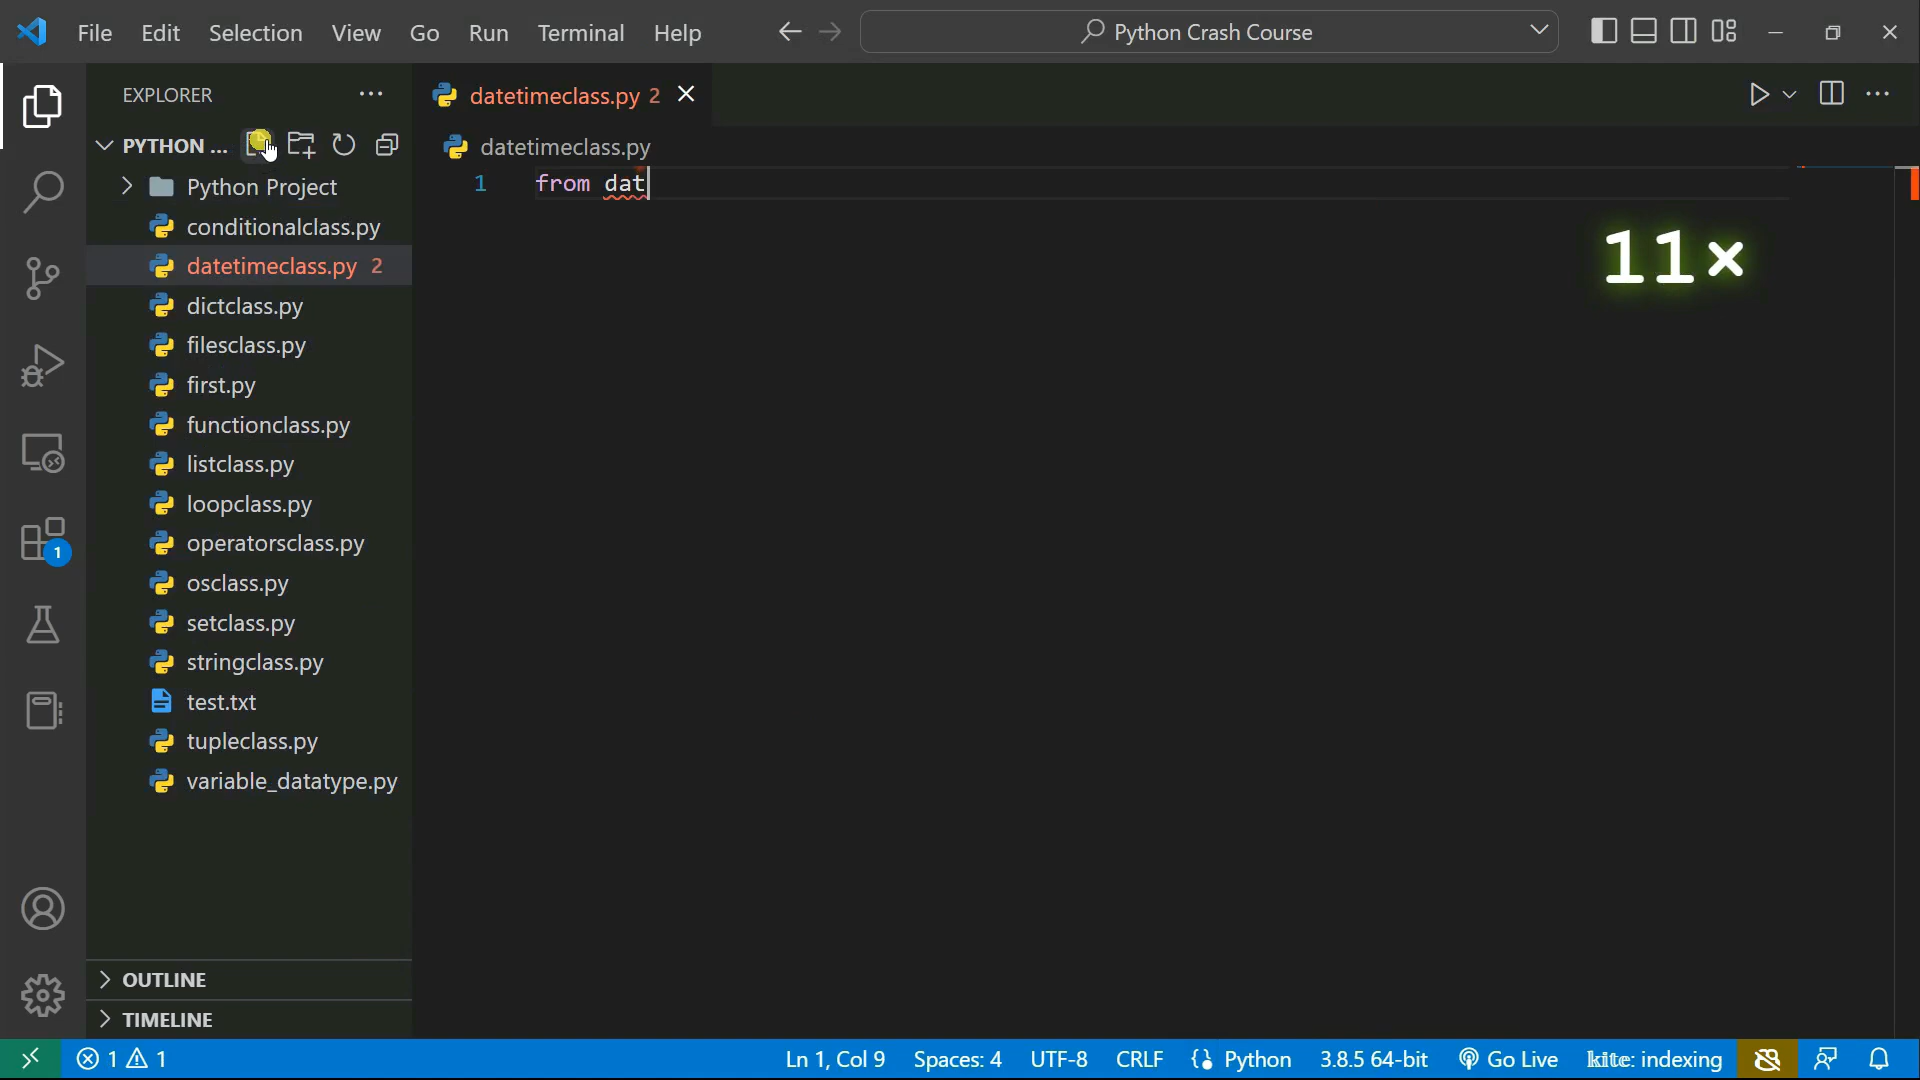 File Edit Selection View Go Run Terminal Help Python Crash Course
EXPLORER
PYTHON ...
Python Project
conditionalclass.py
datetimeclass.py 2
dictclass.py
filesclass.py
first.py
functionclass.py
listclass.py
loopclass.py
operatorsclass.py
osclass.py
setclass.py
stringclass.py
test.txt
tupleclass.py
variable_datatype.py
OUTLINE
TIMELINE
1
datetimeclass.py 2
datetimeclass.py
1 from dat
11×
1 1 Ln 1, Col 9 Spaces: 4 UTF-8 CRLF Python 3.8.5 64-bit Go Live kite: indexing